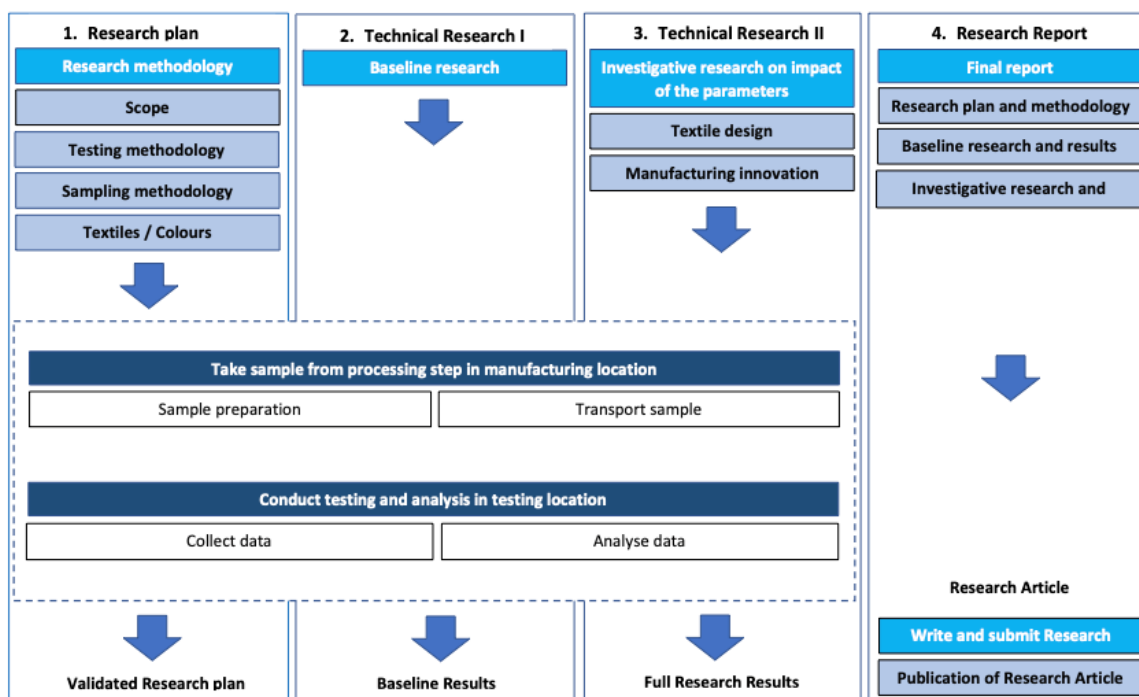 1. Research plan
Research methodology
Scope
Testing methodology
Sampling methodology
Textiles / Colours
2. Technical Research I
Baseline research
3. Technical Research II
Investigative research on impact
of the parameters
Textile design
Manufacturing innovation
4. Research Report
Final report
Research plan and methodology
Baseline research and results
Investigative research and
Take sample from processing step in manufacturing location
Sample preparation
Transport sample
Conduct testing and analysis in testing location
Collect data
Analyse data
Validated Research plan
Baseline Results
Full Research Results
Research Article
Write and submit Research
Publication of Research Article